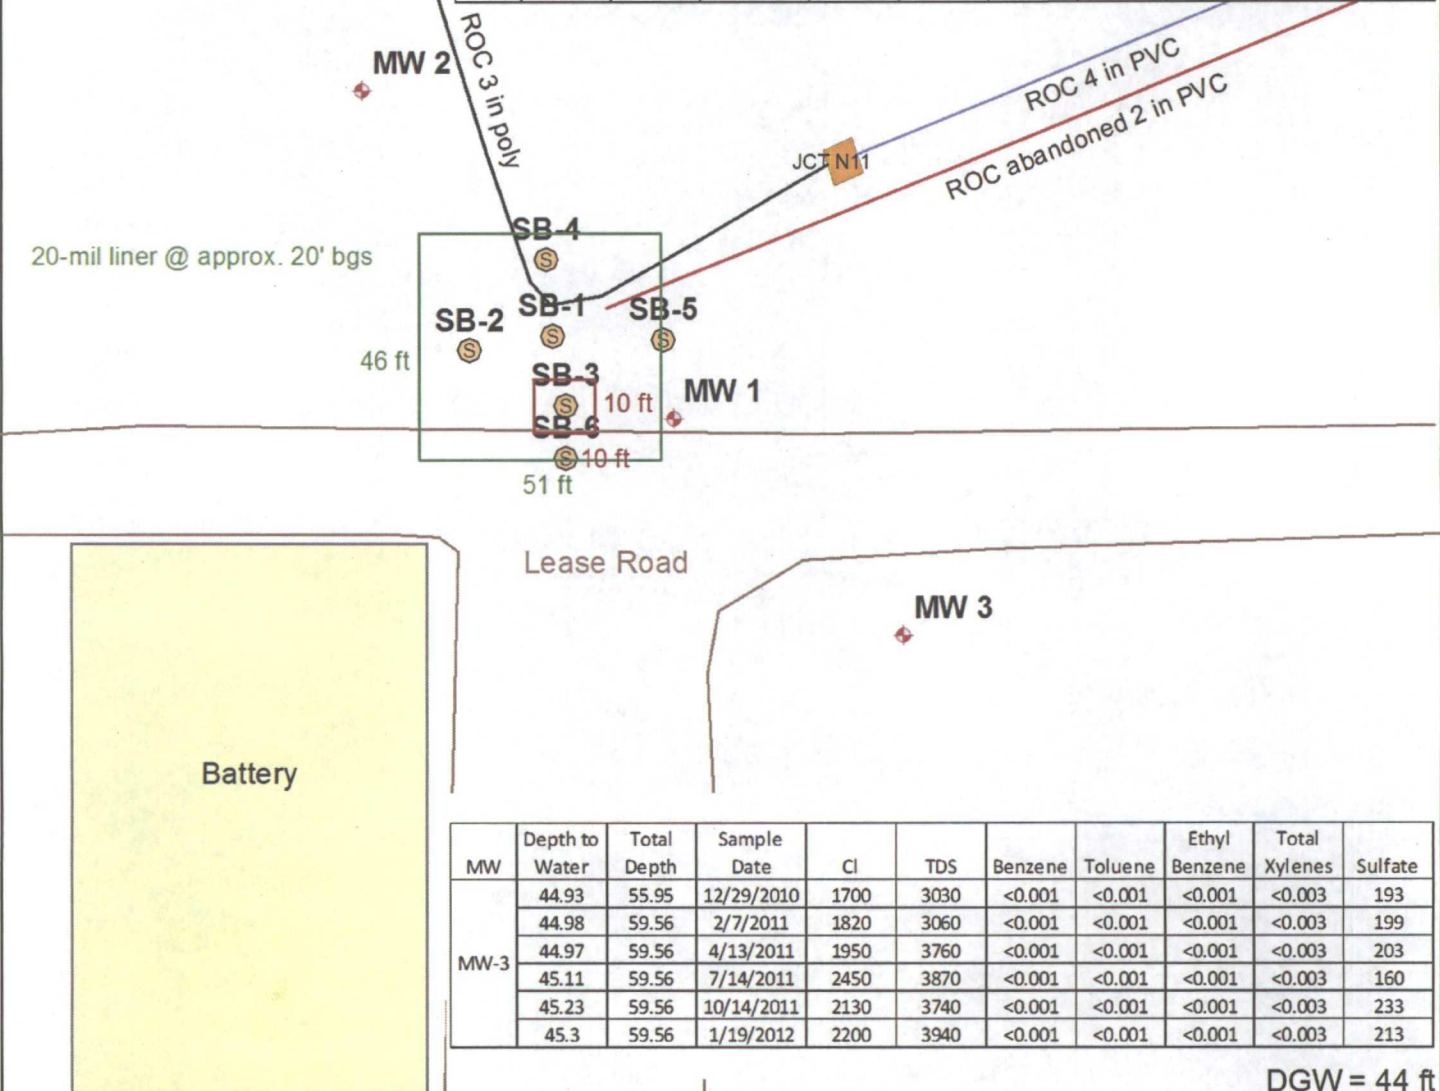 MW 2
ROC 3 in poly
ROC 4 in PVC
ROC abandoned 2 in PVC
JCT N11
SB-4
20-mil liner @ approx. 20' bgs
SB-1
SB-5
SB-2
46 ft
SB-3
MW 1
10 ft
SB-6
10 ft
51 ft
Lease Road
MW 3
Battery
MW Depth to Water Total Depth Sample Date Cl TDS Benzene Toluene Ethyl Benzene Total Xylenes Sulfate
44.93 55.95 12/29/2010 1700 3030 <0.001 <0.001 <0.001 <0.003 193
44.98 59.56 2/7/2011 1820 3060 <0.001 <0.001 <0.001 <0.003 199
44.97 59.56 4/13/2011 1950 3760 <0.001 <0.001 <0.001 <0.003 203
MW-3
45.11 59.56 7/14/2011 2450 3870 <0.001 <0.001 <0.001 <0.003 160
45.23 59.56 10/14/2011 2130 3740 <0.001 <0.001 <0.001 <0.003 233
45.3 59.56 1/19/2012 2200 3940 <0.001 <0.001 <0.001 <0.003 213
DGW = 44 ft